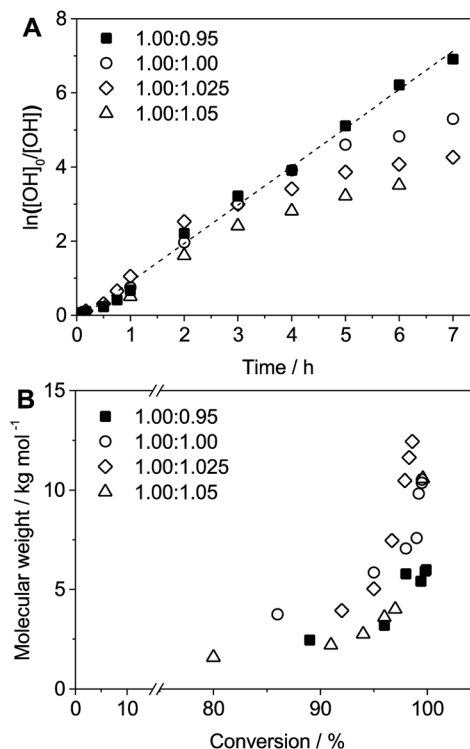 A
8
6
4
2
0
ln([OH]₀/[OH])
1.00:0.95
1.00:1.00
1.00:1.025
1.00:1.05
0 1 2 3 4 5 6 7
Time / h
B
15
10
5
0
Molecular weight / kg mol⁻¹
1.00:0.95
1.00:1.00
1.00:1.025
1.00:1.05
0 10 80 90 100
Conversion / %